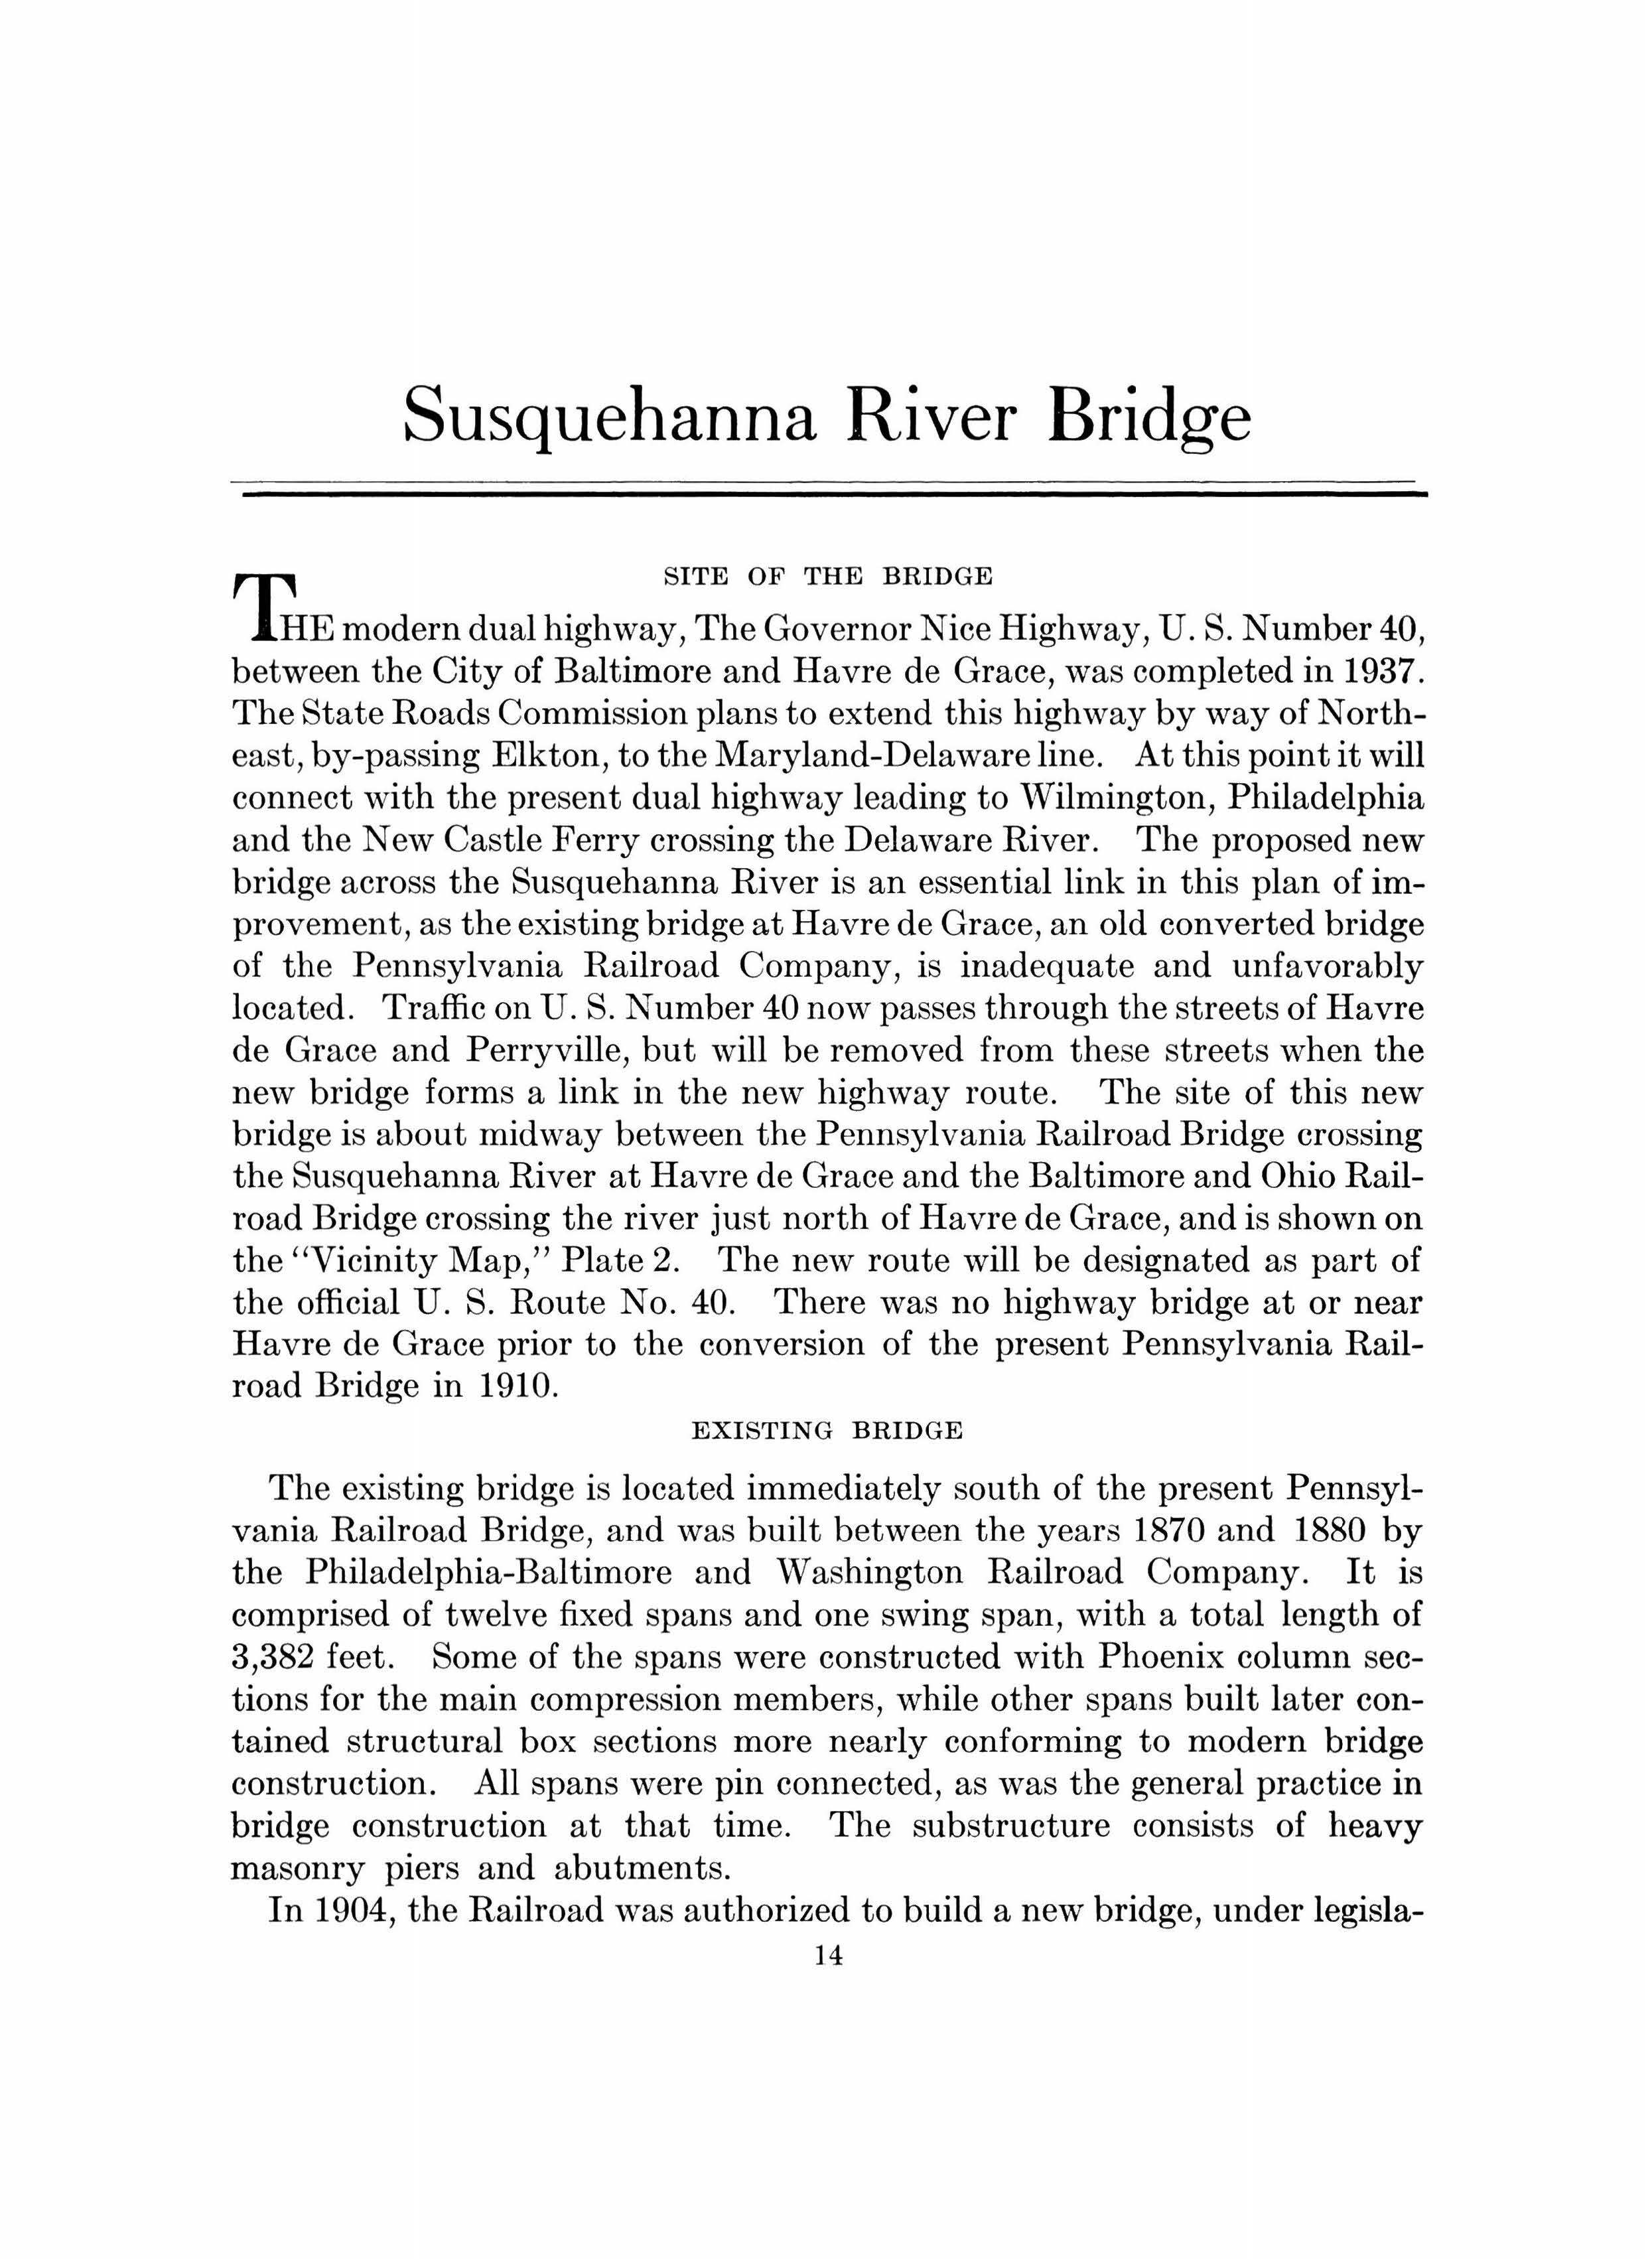 Susquehanna River Bridge
SITE OF THE BRIDGE
THE modern dual highway, The Governor Nice Highway, U. S. Number 40,
between the City of Baltimore and Havre de Grace, was completed in 1937.
The State Roads Commission plans to extend this highway by way of North-
east, by-passing Elkton, to the Maryland-Delaware line. At this point it will
connect with the present dual highway leading to Wilmington, Philadelphia
and the New Castle Ferry crossing the Delaware River. The proposed new
bridge across the Susquehanna River is an essential link in this plan of im-
provement, as the existing bridge at Havre de Grace, an old converted bridge
of the Pennsylvania Railroad Company, is inadequate and unfavorably
located. Traffic on U. S. Number 40 now passes through the streets of Havre
de Grace and Perryville, but will be removed from these streets when the
new bridge forms a link in the new highway route. The site of this new
bridge is about midway between the Pennsylvania Railroad Bridge crossing
the Susquehanna River at Havre de Grace and the Baltimore and Ohio Rail-
road Bridge crossing the river just north of Havre de Grace, and is shown on
the "Vicinity Map," Plate 2. The new route will be designated as part of
the official U. S. Route No. 40. There was no highway bridge at or near
Havre de Grace prior to the conversion of the present Pennsylvania Rail-
road Bridge in 1910.
EXISTING BRIDGE
The existing bridge is located immediately south of the present Pennsyl-
vania Railroad Bridge, and was built between the years 1870 and 1880 by
the Philadelphia-Baltimore and Washington Railroad Company. It is
comprised of twelve fixed spans and one swing span, with a total length of
3,382 feet. Some of the spans were constructed with Phoenix column sec-
tions for the main compression members, while other spans built later con-
tained structural box sections more nearly conforming to modern bridge
construction. All spans were pin connected, as was the general practice in
bridge construction at that time. The substructure consists of heavy
masonry piers and abutments.
In 1904, the Railroad was authorized to build a new bridge, under legisla-
14